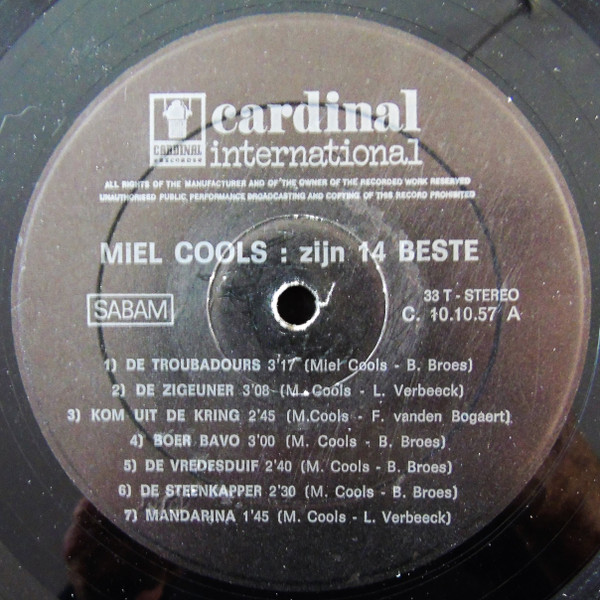 cardinal
international
CARDINAL
RECORDS
ALL RIGHTS OF THE MANUFACTURER AND OF THE OWNER OF THE RECORDED WORK RESERVED
UNAUTHORISED PUBLIC PERFORMANCE BROADCASTING AND COPYING OF THIS RECORD PROHIBITED
MIEL COOLS : zijn 14 BESTE
SABAM
33 T - STEREO
C. 10.10.57 A
1) DE TROUBADOURS 3'17 (Miel Cools - B. Broes)
2) DE ZIGEUNER 3'08 (M. Cools - L. Verbeeck)
3) KOM UIT DE KRING 2'45 (M.Cools - F. vanden Bogaert)
4) BOER BAVO 3'00 (M. Cools - B. Broes)
5) DE VREDESDUIF 2'40 (M. Cools - B. Broes)
6) DE STEENKAPPER 2'30 (M. Cools - B. Broes)
7) MANDARINA 1'45 (M. Cools - L. Verbeeck)